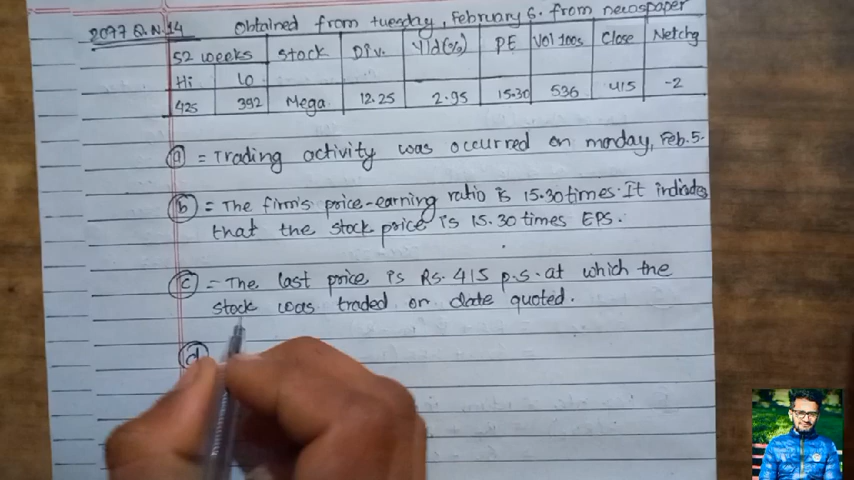 2077 Q.N.14 Obtained from tuesday, February 6. from newspaper
52 weeks Stock Div. Yld(%) PE Vol 100s Close Netchg
Hi Lo
425 392 Mega 12.25 2.95 15.30 536 415 -2
(a) = Trading activity was occurred on monday, Feb.5.
(b) = The firm's price-earning ratio is 15.30 times. It indicates
that the stock price is 15.30 times EPS.
(c) = The last price is Rs. 415 p.s. at which the
stock was traded on date quoted.
(d)